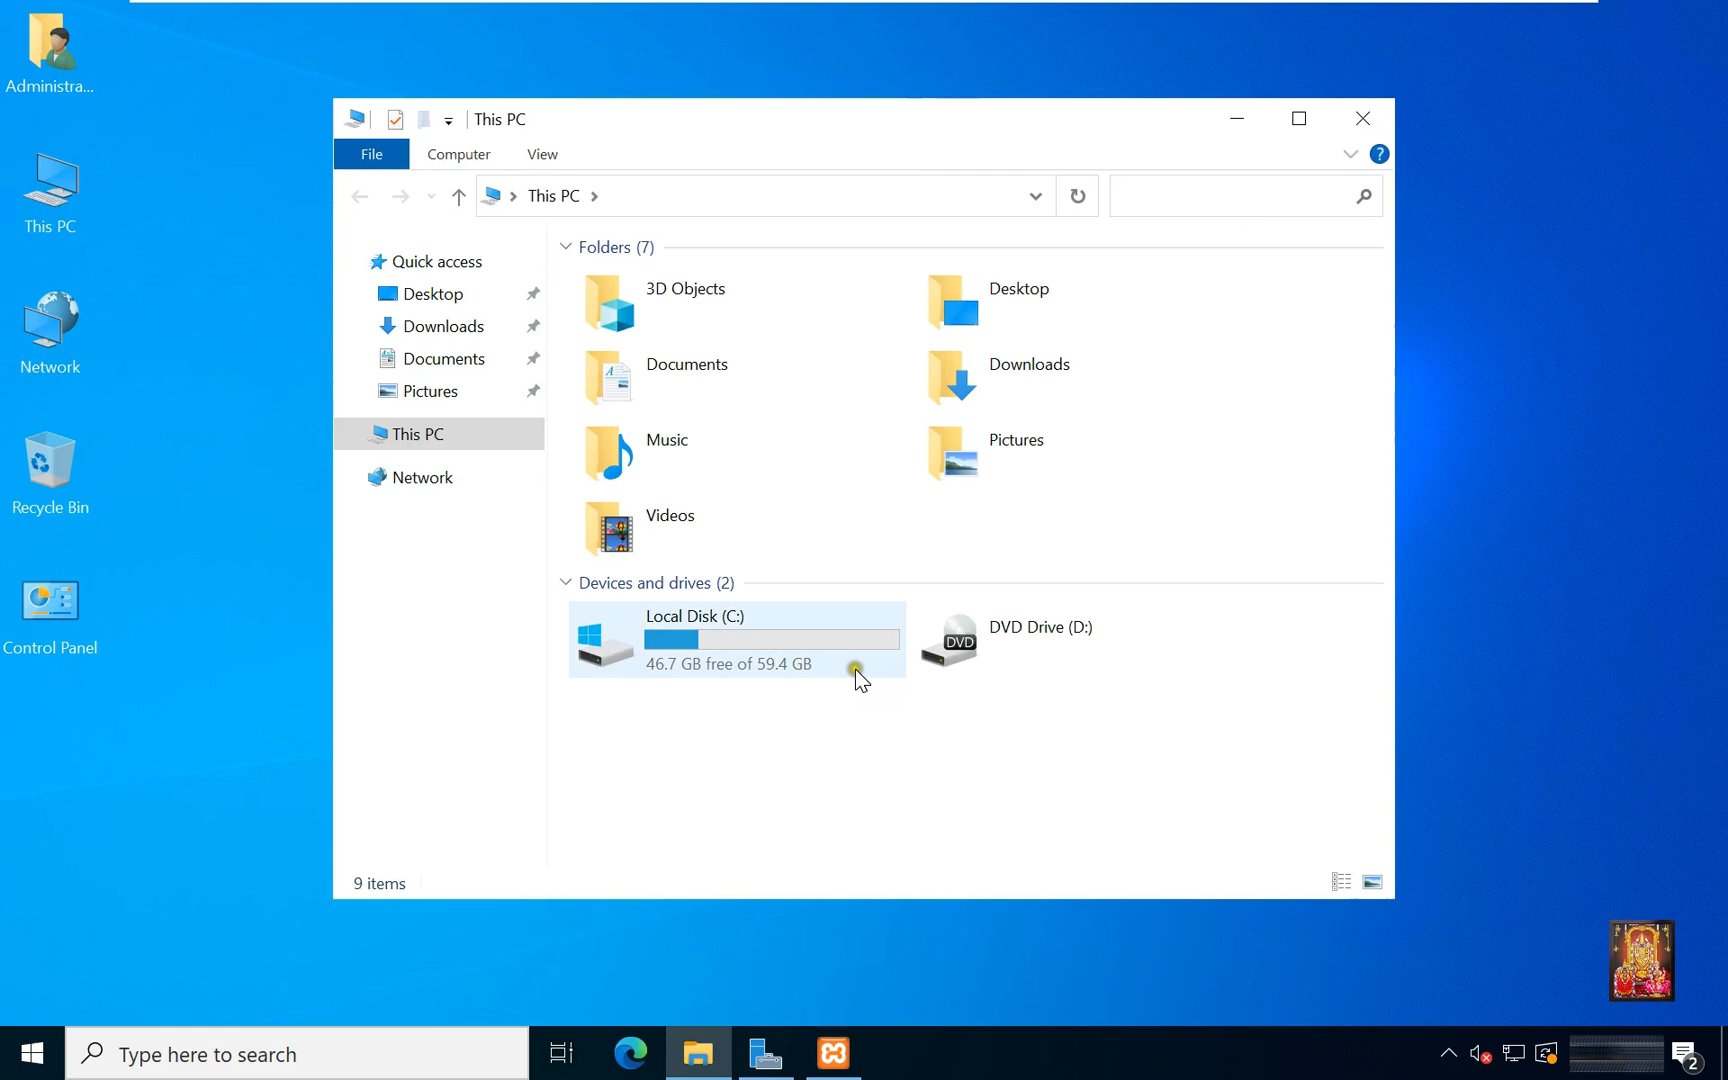 Administra...
This PC
Network
Recycle Bin
Control Panel
This PC
File Computer View ?
This PC
Quick access
Desktop
Downloads
Documents
Pictures
This PC
Network
Folders (7)
3D Objects
Desktop
Documents
Downloads
Music
Pictures
Videos
Devices and drives (2)
Local Disk (C:)
46.7 GB free of 59.4 GB
DVD
DVD Drive (D:)
9 items
Type here to search
2